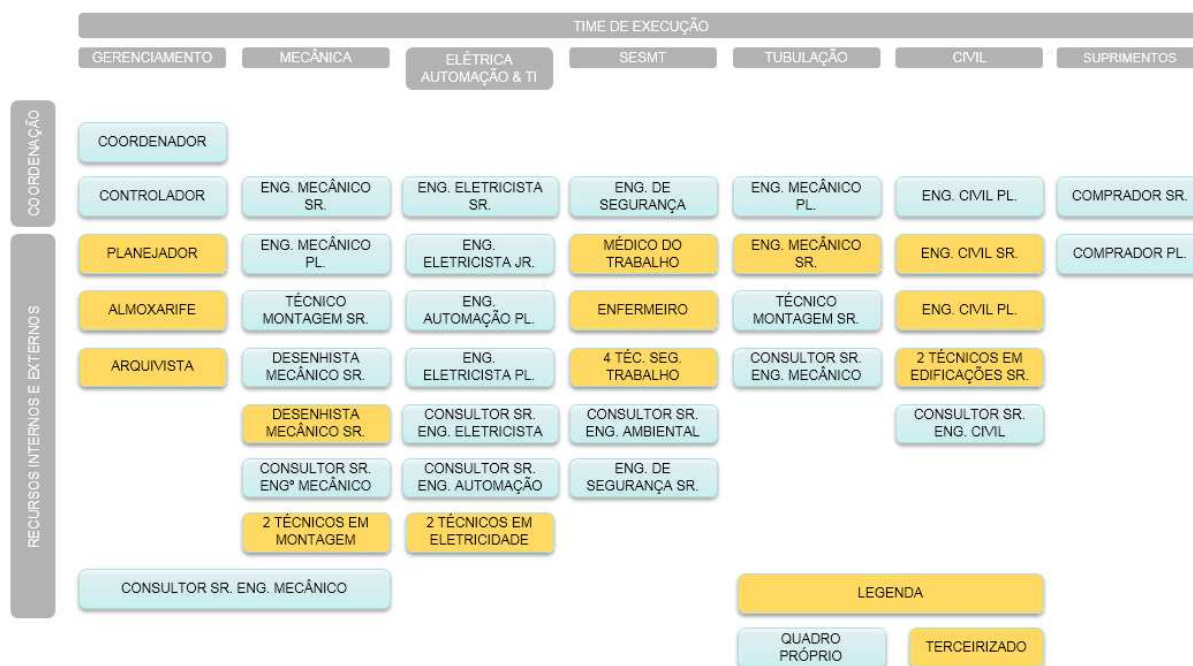 TIME DE EXECUÇÃO
GERENCIAMENTO
MECÂNICA
ELÉTRICA
AUTOMAÇÃO & TI
SESMT
TUBULAÇÃO
CIVIL
SUPRIMENTOS
COORDENAÇÃO
COORDENADOR
CONTROLADOR
ENG. MECÂNICO
SR.
ENG. ELETRICISTA
SR.
ENG. DE
SEGURANÇA
ENG. MECÂNICO
PL.
ENG. CIVIL PL.
COMPRADOR SR.
RECURSOS INTERNOS E EXTERNOS
PLANEJADOR
ENG. MECÂNICO
PL.
ENG.
ELETRICISTA JR.
MÉDICO DO
TRABALHO
ENG. MECÂNICO
SR.
ENG. CIVIL SR.
COMPRADOR PL.
ALMOXARIFE
TÉCNICO
MONTAGEM SR.
ENG.
AUTOMAÇÃO PL.
ENFERMEIRO
TÉCNICO
MONTAGEM SR.
ENG. CIVIL PL.
ARQUIVISTA
DESENHISTA
MECÂNICO SR.
ENG.
ELETRICISTA PL.
4 TÉC. SEG.
TRABALHO
CONSULTOR SR.
ENG. MECÂNICO
2 TÉCNICOS EM
EDIFICAÇÕES SR.
DESENHISTA
MECÂNICO SR.
CONSULTOR SR.
ENG. ELETRICISTA
CONSULTOR SR.
ENG. AMBIENTAL
CONSULTOR SR.
ENG. CIVIL
CONSULTOR SR.
ENGº MECÂNICO
CONSULTOR SR.
ENG. AUTOMAÇÃO
ENG. DE
SEGURANÇA SR.
2 TÉCNICOS EM
MONTAGEM
2 TÉCNICOS EM
ELETRICIDADE
CONSULTOR SR. ENG. MECÂNICO
LEGENDA
QUADRO
PRÓPRIO
TERCEIRIZADO